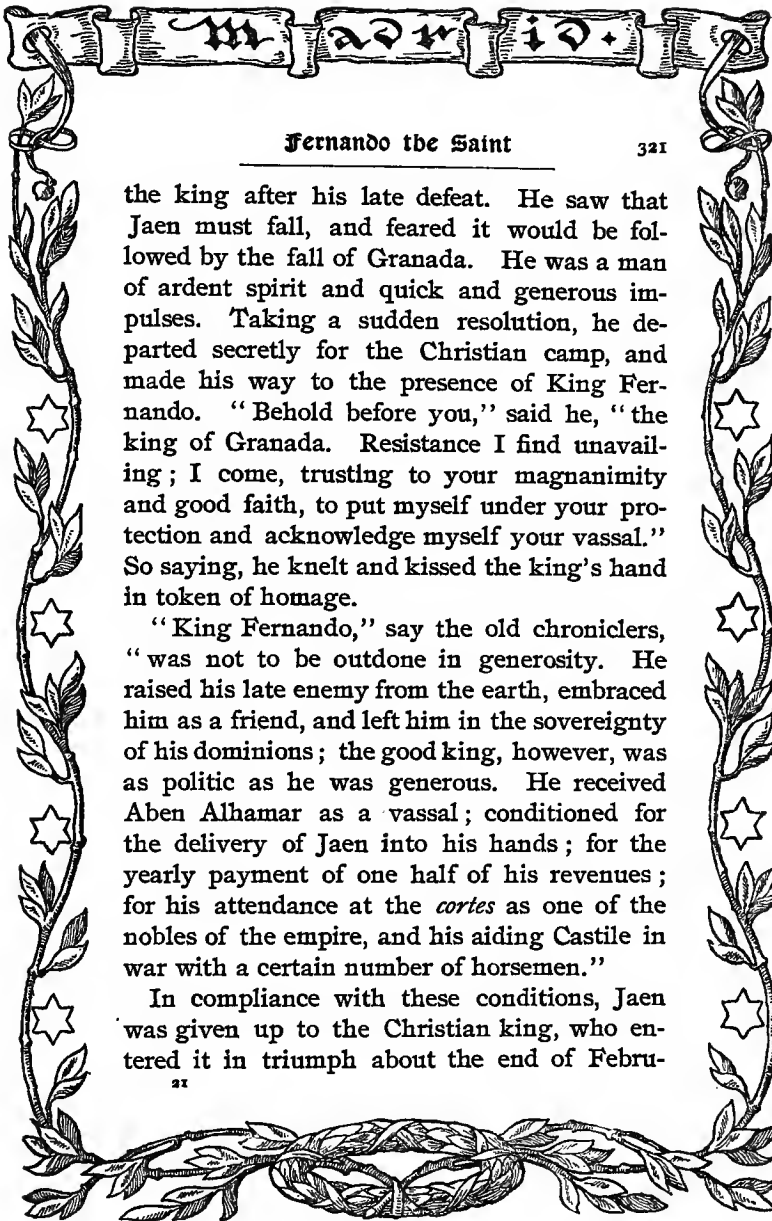 Madrid.
Fernando the Saint 321
the king after his late defeat. He saw that
Jaen must fall, and feared it would be fol-
lowed by the fall of Granada. He was a man
of ardent spirit and quick and generous im-
pulses. Taking a sudden resolution, he de-
parted secretly for the Christian camp, and
made his way to the presence of King Fer-
nando. “Behold before you,” said he, “the
king of Granada. Resistance I find unavail-
ing; I come, trusting to your magnanimity
and good faith, to put myself under your pro-
tection and acknowledge myself your vassal.”
So saying, he knelt and kissed the king's hand
in token of homage.
“King Fernando,” say the old chroniclers,
“was not to be outdone in generosity. He
raised his late enemy from the earth, embraced
him as a friend, and left him in the sovereignty
of his dominions; the good king, however, was
as politic as he was generous. He received
Aben Alhamar as a vassal; conditioned for
the delivery of Jaen into his hands; for the
yearly payment of one half of his revenues;
for his attendance at the cortes as one of the
nobles of the empire, and his aiding Castile in
war with a certain number of horsemen.”
In compliance with these conditions, Jaen
was given up to the Christian king, who en-
tered it in triumph about the end of Febru-
21